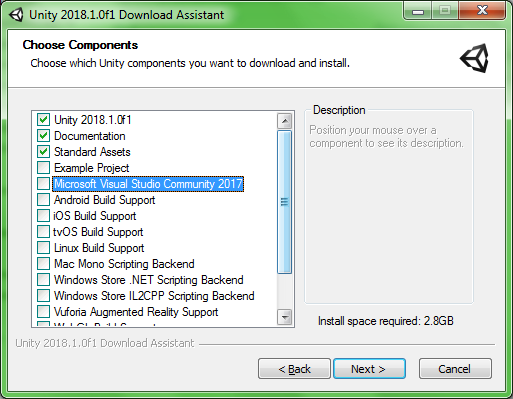 Unity 2018.1.0f1 Download Assistant
Choose Components
Choose which Unity components you want to download and install.
Unity 2018.1.0f1
Documentation
Standard Assets
Example Project
Microsoft Visual Studio Community 2017
Android Build Support
iOS Build Support
tvOS Build Support
Linux Build Support
Mac Mono Scripting Backend
Windows Store .NET Scripting Backend
Windows Store IL2CPP Scripting Backend
Vuforia Augmented Reality Support
Description
Position your mouse over a
component to see its description.
Install space required: 2.8GB
Unity 2018.1.0f1 Download Assistant
< Back
Next >
Cancel